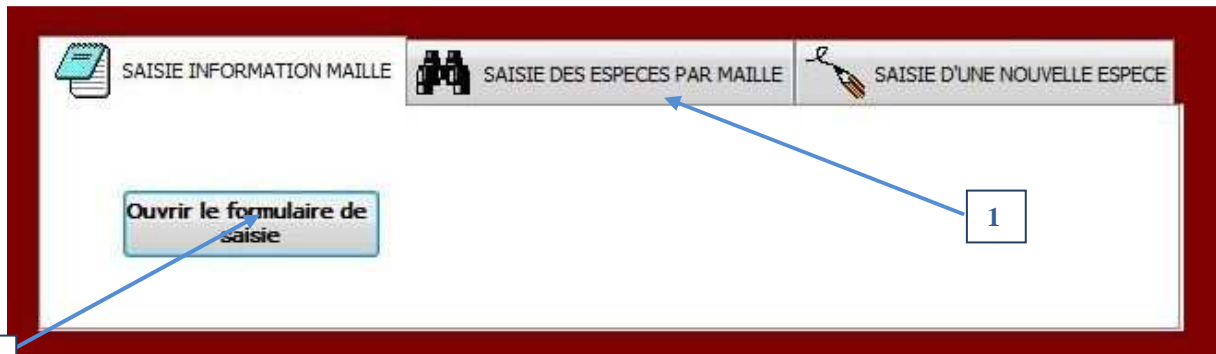 SAISIE INFORMATION MAILLE
SAISIE DES ESPECES PAR MAILLE
SAISIE D'UNE NOUVELLE ESPECE
Ouvrir le formulaire de
saisie
1